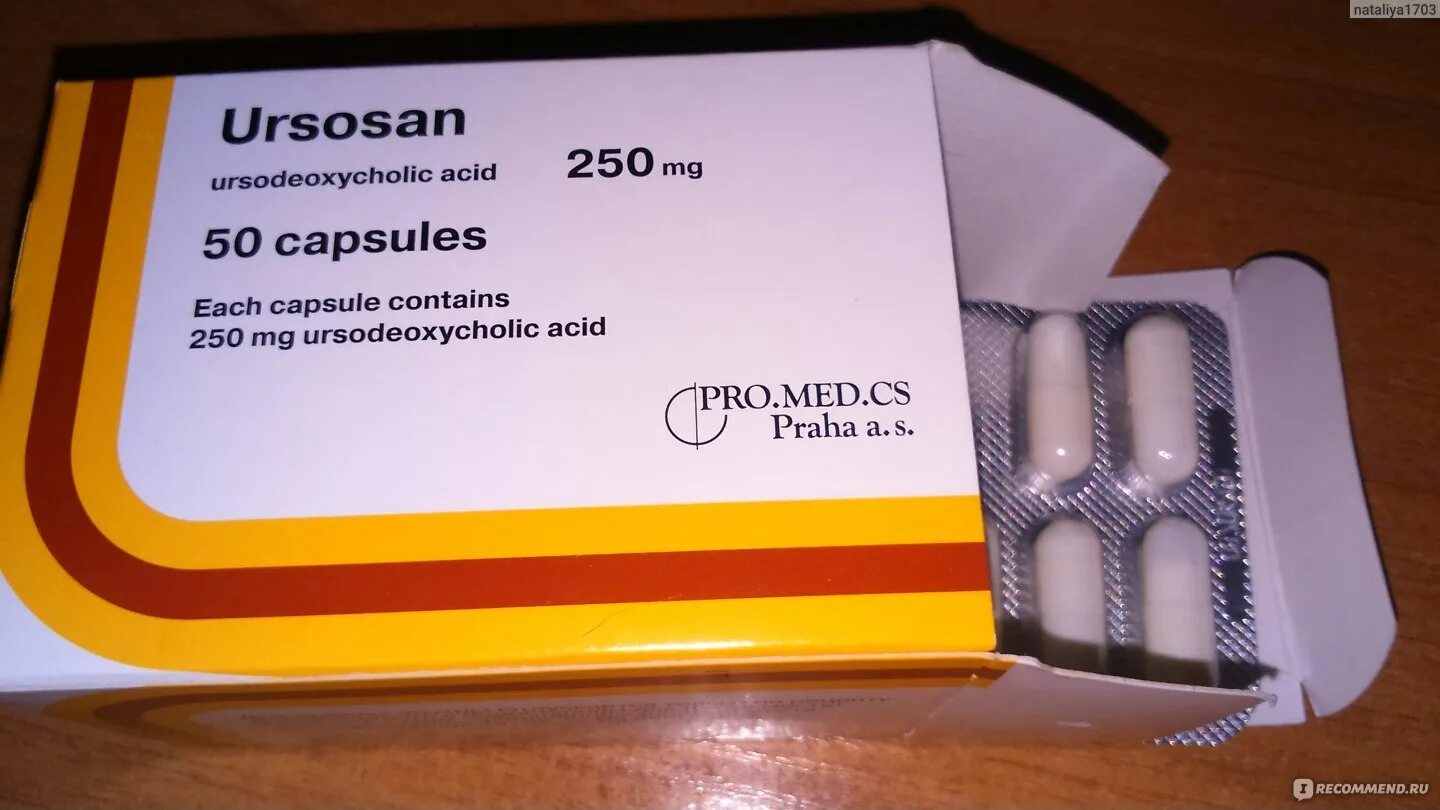 nataliya1703
Ursosan
ursodeoxycholic acid 250 mg
50 capsules
Each capsule contains
250 mg ursodeoxycholic acid
PRO.MED.CS
Praha a.s.
RECOMMEND.RU